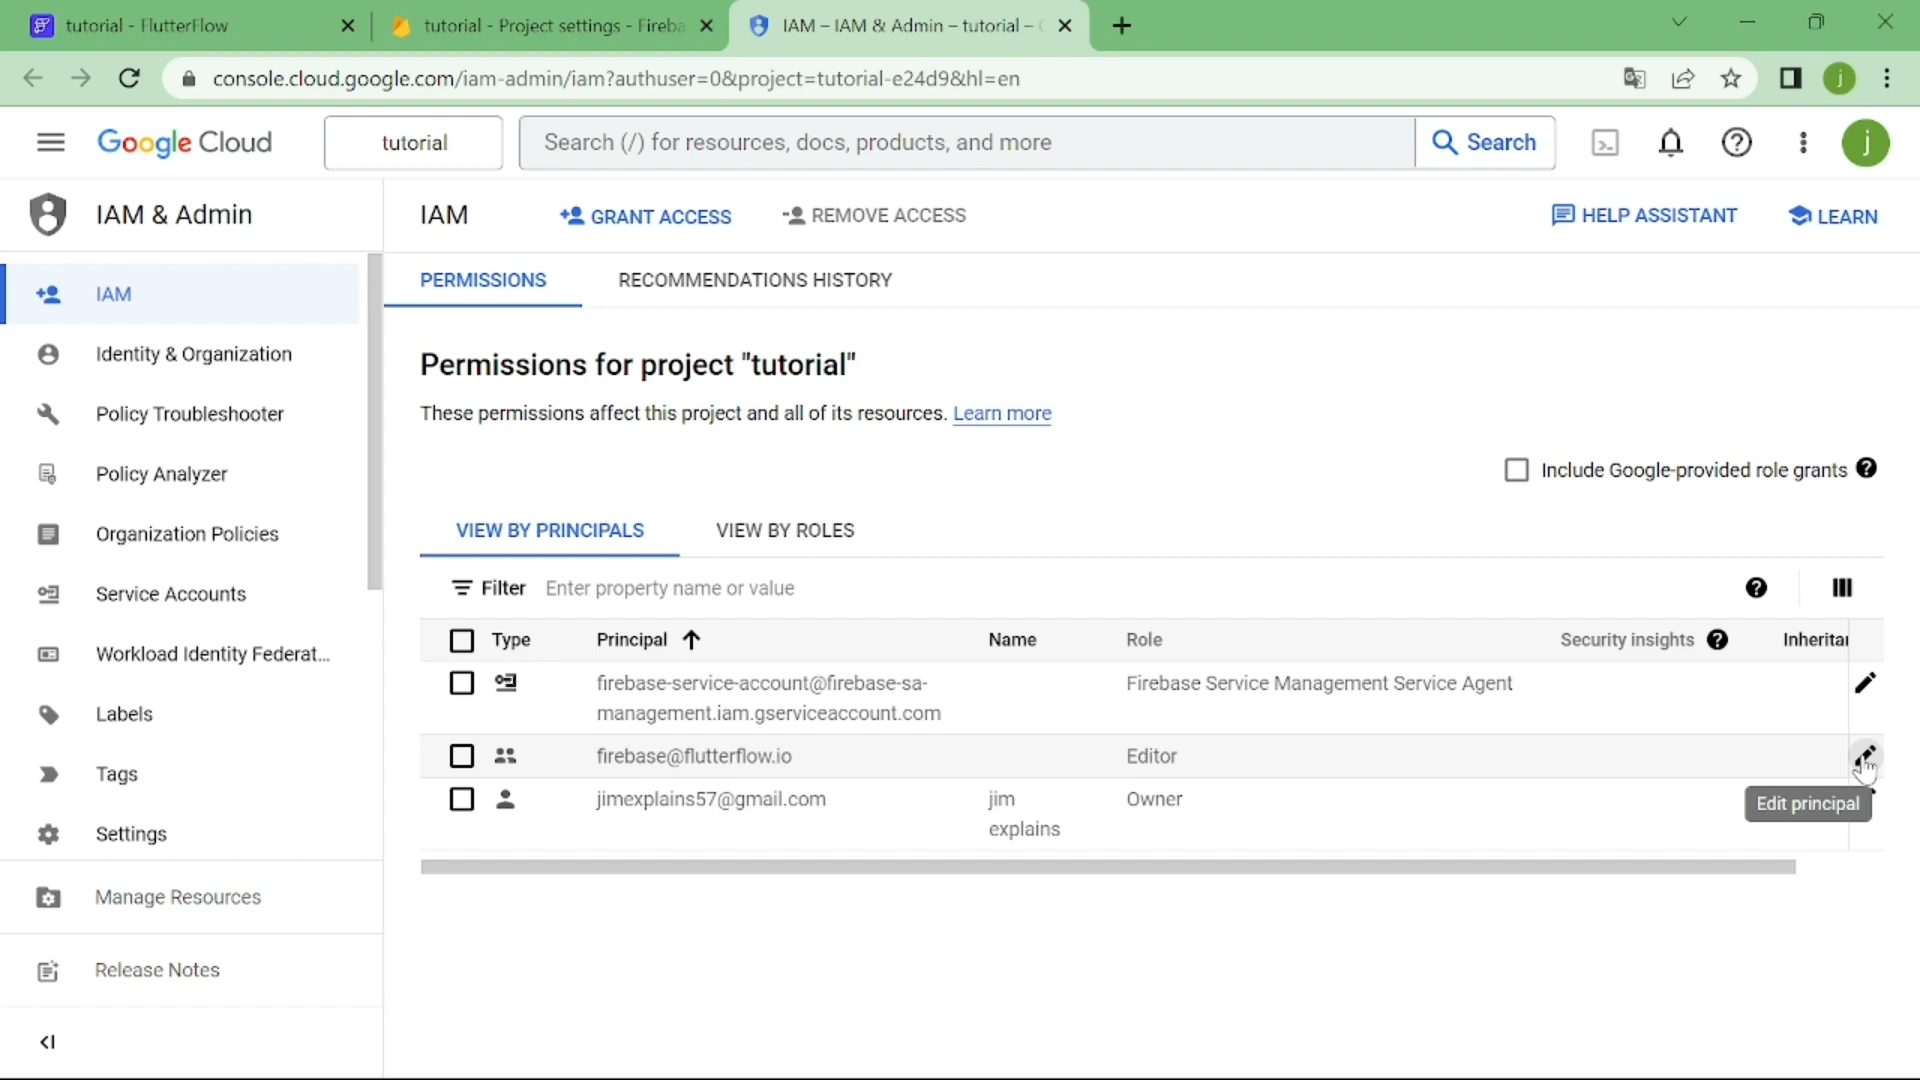 tutorial - FlutterFlow
tutorial - Project settings - Fireba
IAM – IAM & Admin – tutorial –
console.cloud.google.com/iam-admin/iam?authuser=0&project=tutorial-e24d9&hl=en
j
Google Cloud
tutorial
Search (/) for resources, docs, products, and more
Search
j
IAM & Admin
IAM
GRANT ACCESS
REMOVE ACCESS
HELP ASSISTANT
LEARN
IAM
Identity & Organization
Policy Troubleshooter
Policy Analyzer
Organization Policies
Service Accounts
Workload Identity Federat...
Labels
Tags
Settings
Manage Resources
Release Notes
PERMISSIONS
RECOMMENDATIONS HISTORY
Permissions for project "tutorial"
These permissions affect this project and all of its resources. Learn more
Include Google-provided role grants
VIEW BY PRINCIPALS
VIEW BY ROLES
Filter Enter property name or value
Type Principal Name Role Security insights Inheritan
firebase-service-account@firebase-sa-
management.iam.gserviceaccount.com
Firebase Service Management Service Agent
firebase@flutterflow.io
Editor
jimexplains57@gmail.com
jim
explains
Owner
Edit principal